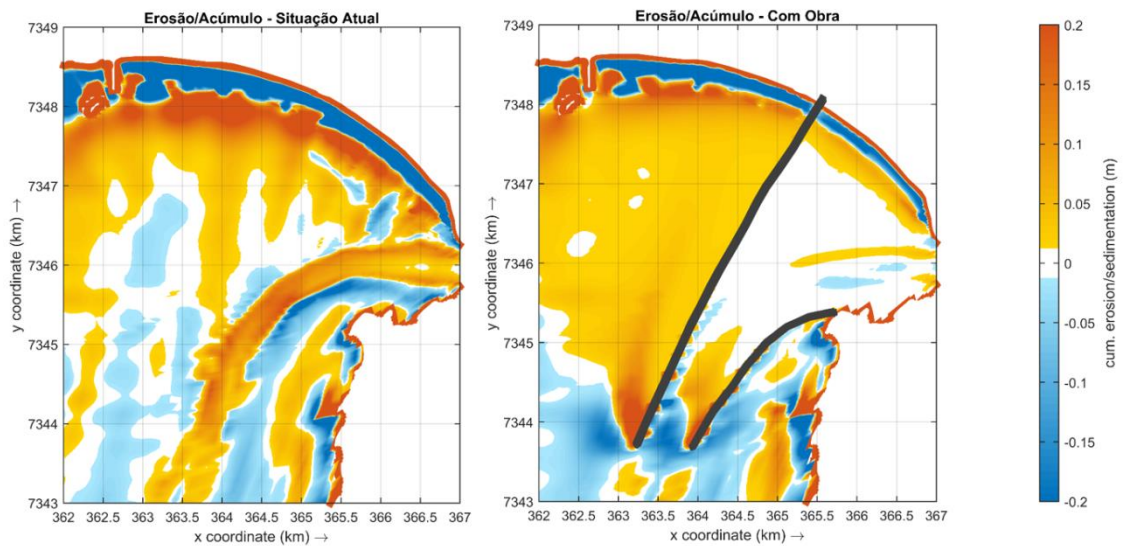 Erosão/Acúmulo - Situação Atual
7349
7348
7347
7346
7345
7344
7343
y coordinate (km) →
362 362.5 363 363.5 364 364.5 365 365.5 366 366.5 367
x coordinate (km) →
Erosão/Acúmulo - Com Obra
7349
7348
7347
7346
7345
7344
7343
y coordinate (km) →
362 362.5 363 363.5 364 364.5 365 365.5 366 366.5 367
x coordinate (km) →
0.2
0.15
0.1
0.05
0
-0.05
-0.1
-0.15
-0.2
cum. erosion/sedimentation (m)